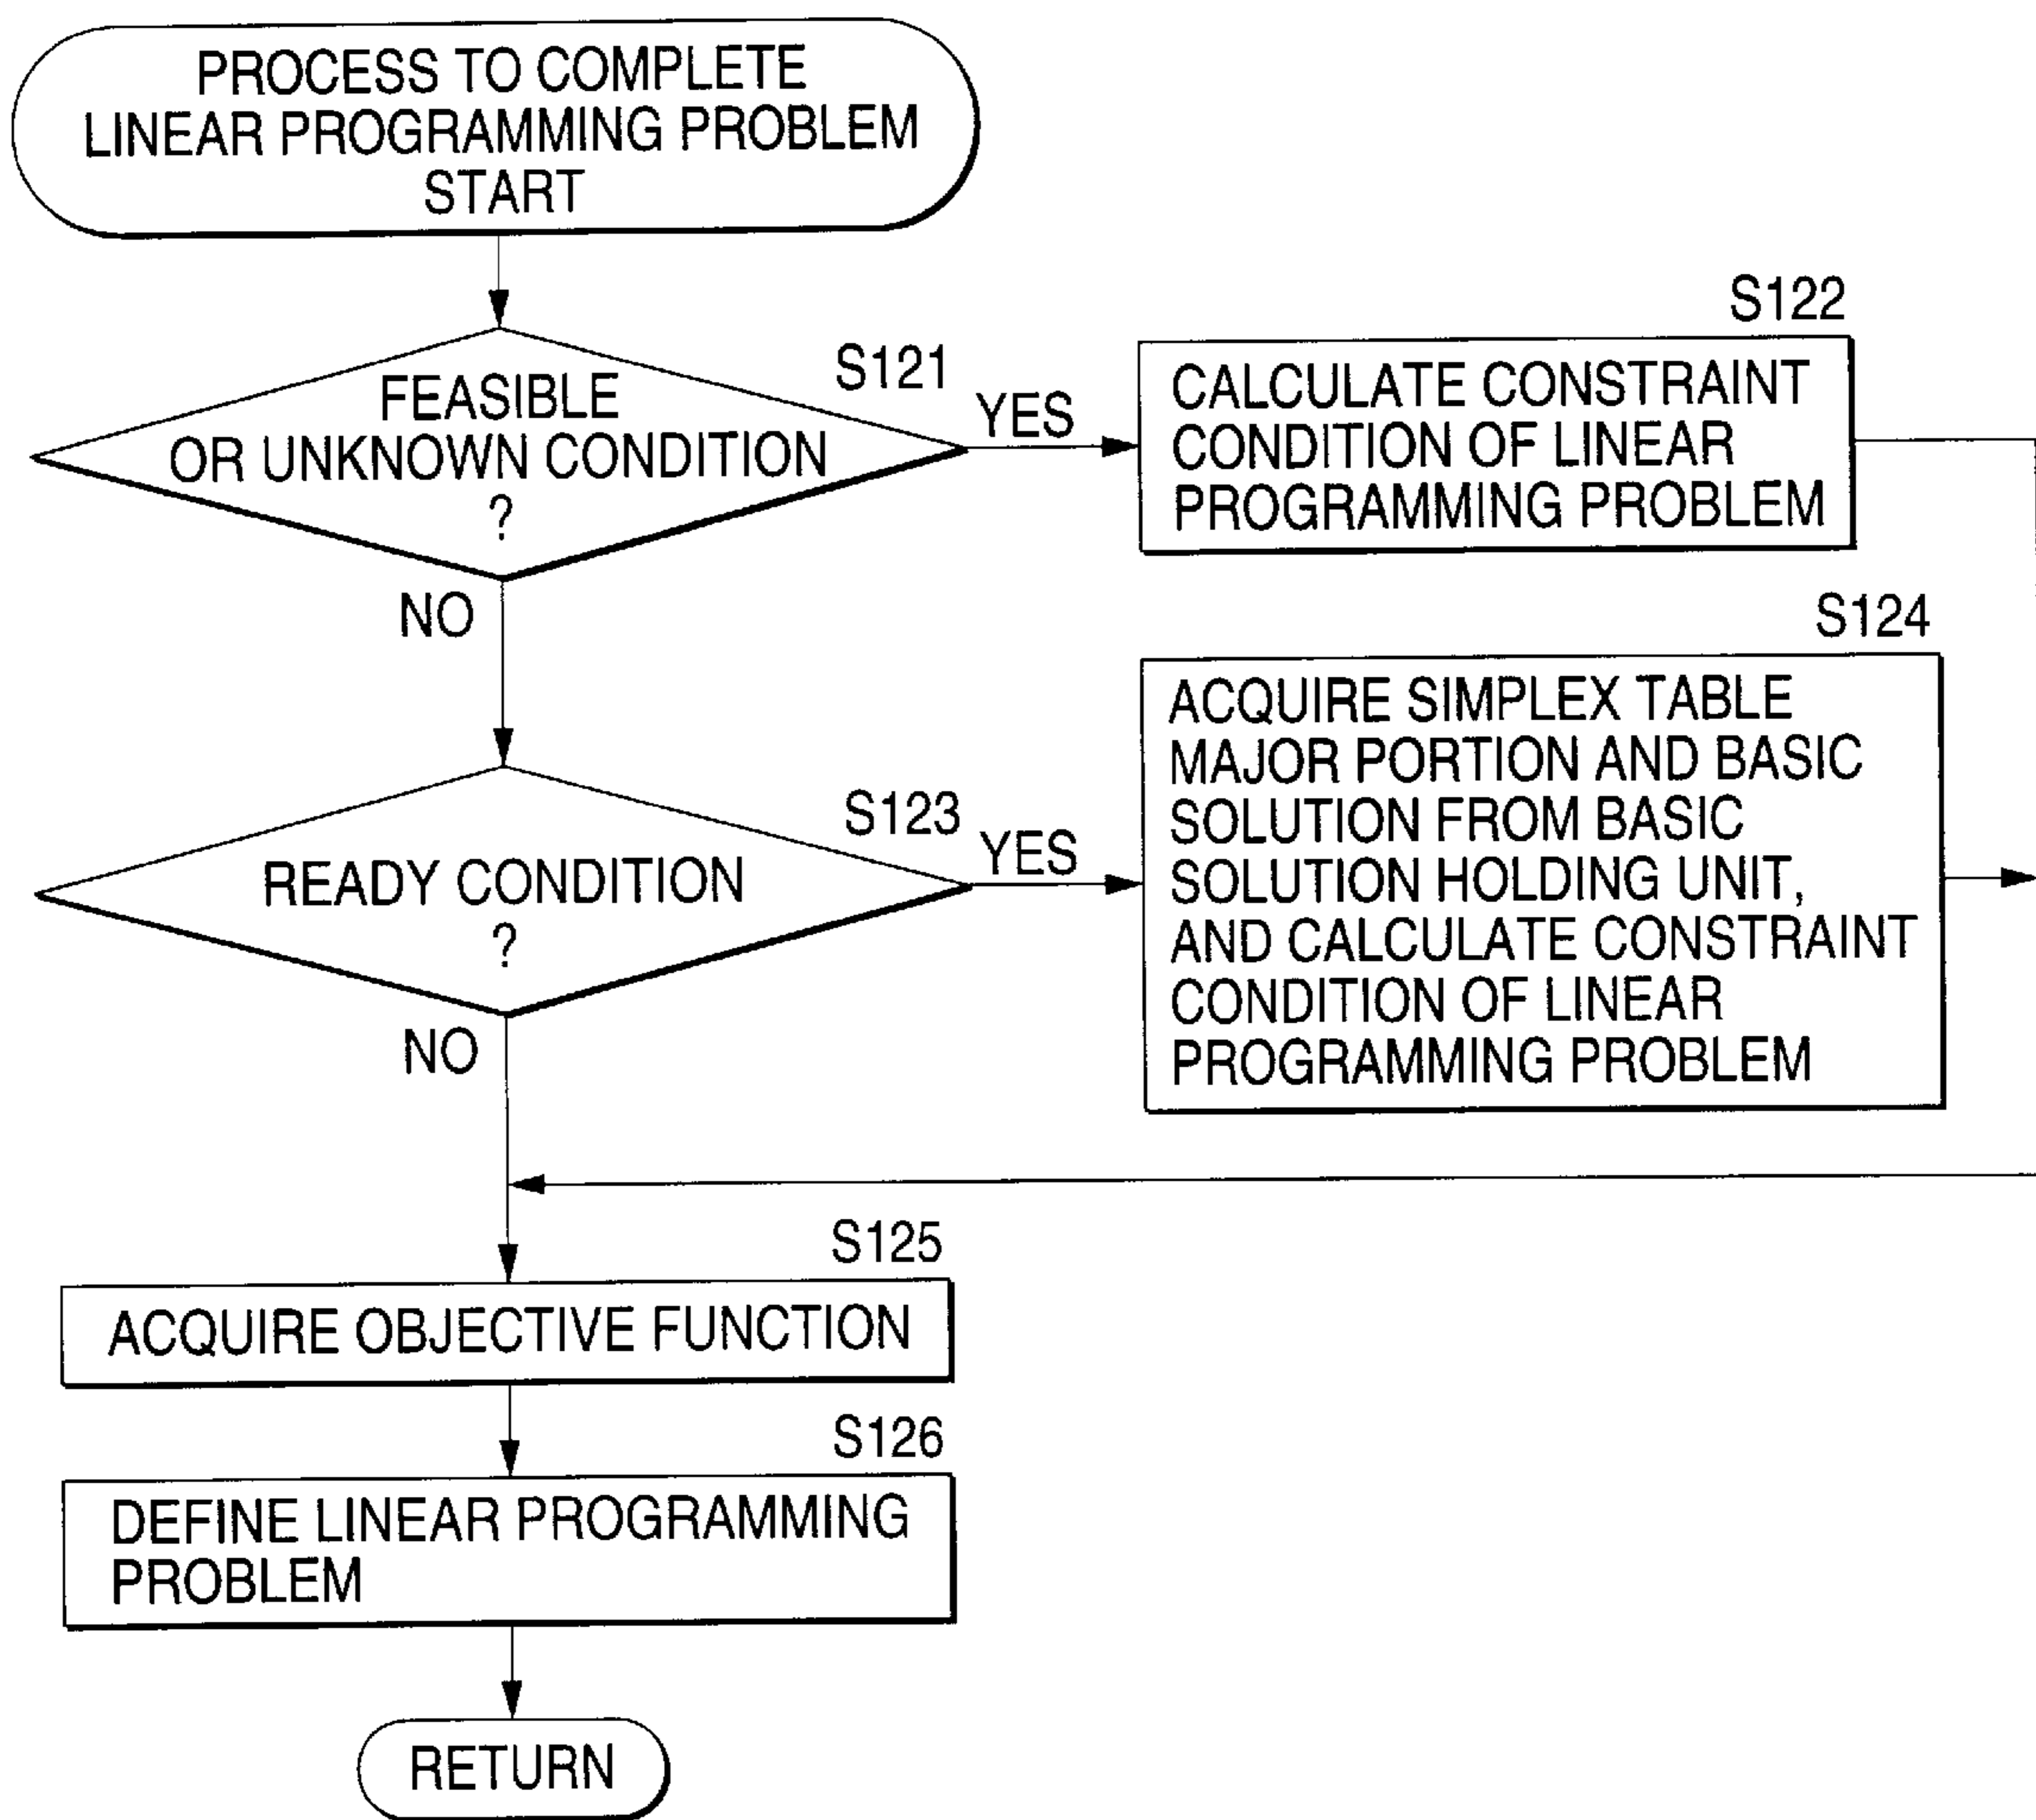 PROCESS TO COMPLETE
LINEAR PROGRAMMING PROBLEM
START
S121
FEASIBLE
OR UNKNOWN CONDITION
?
YES
NO
S122
CALCULATE CONSTRAINT
CONDITION OF LINEAR
PROGRAMMING PROBLEM
S123
READY CONDITION
?
YES
NO
S124
ACQUIRE SIMPLEX TABLE
MAJOR PORTION AND BASIC
SOLUTION FROM BASIC
SOLUTION HOLDING UNIT,
AND CALCULATE CONSTRAINT
CONDITION OF LINEAR
PROGRAMMING PROBLEM
S125
ACQUIRE OBJECTIVE FUNCTION
S126
DEFINE LINEAR PROGRAMMING
PROBLEM
RETURN